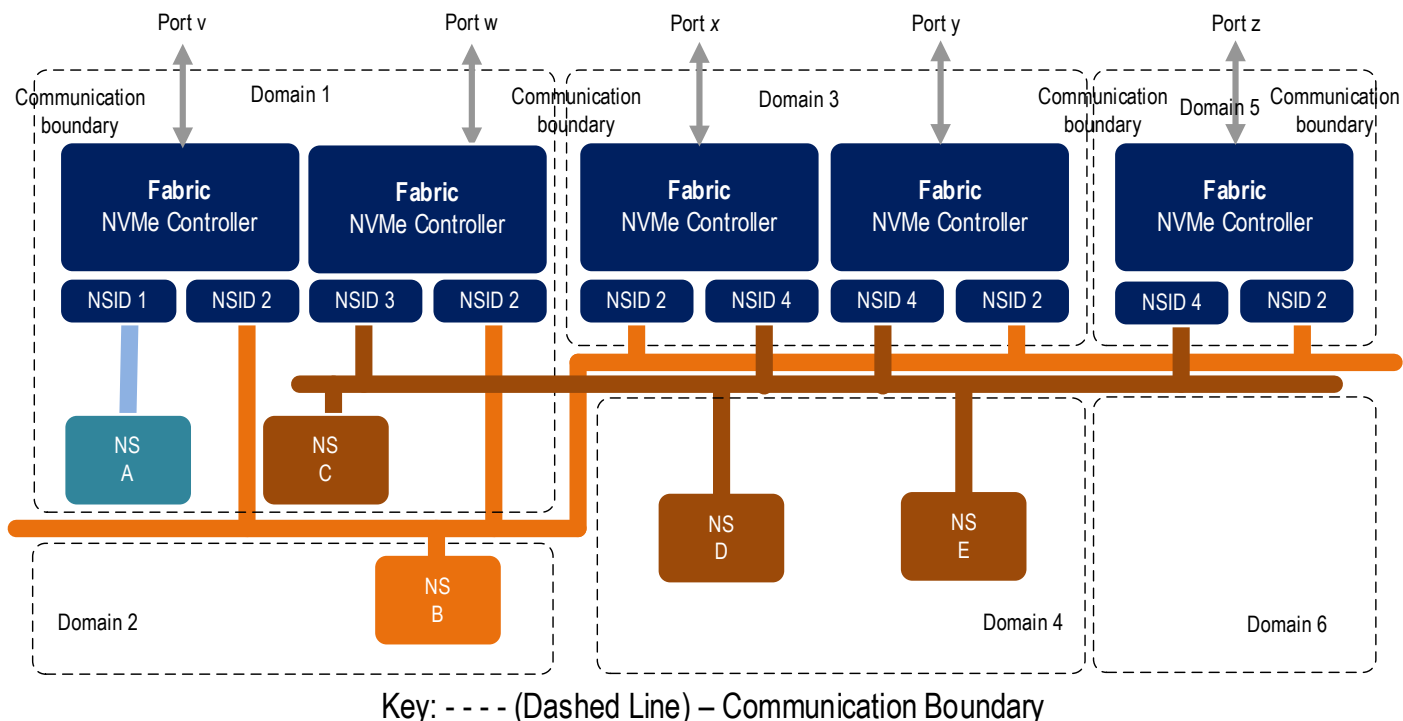 Port v
Port w
Port x
Port y
Port z
Communication
boundary
Domain 1
Communication
boundary
Domain 3
Communication
boundary
Domain 5
Communication
boundary
Fabric
NVMe Controller
Fabric
NVMe Controller
Fabric
NVMe Controller
Fabric
NVMe Controller
Fabric
NVMe Controller
NSID 1
NSID 2
NSID 3
NSID 2
NSID 2
NSID 4
NSID 4
NSID 2
NSID 4
NSID 2
NS
A
NS
C
NS
D
NS
E
NS
B
Domain 2
Domain 4
Domain 6
Key: - - - - (Dashed Line) – Communication Boundary